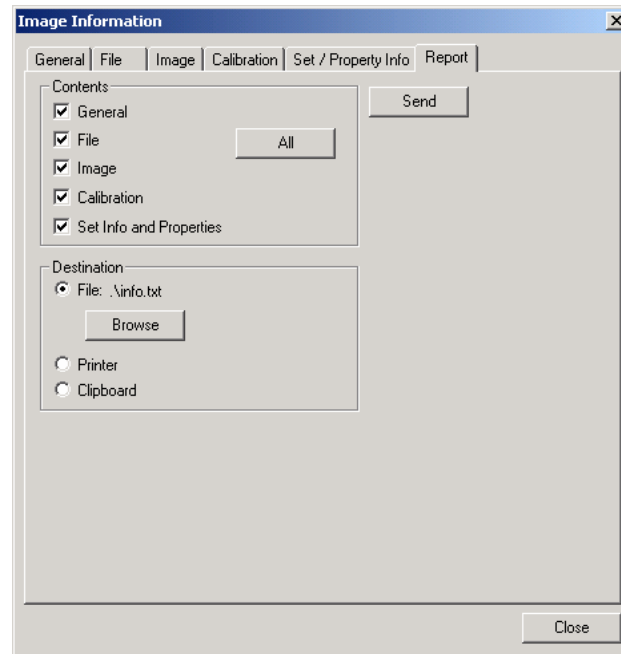 Image Information
General File Image Calibration Set / Property Info Report
Contents
General
File
Image
Calibration
Set Info and Properties
All
Send
Destination
File: .\info.txt
Browse
Printer
Clipboard
Close